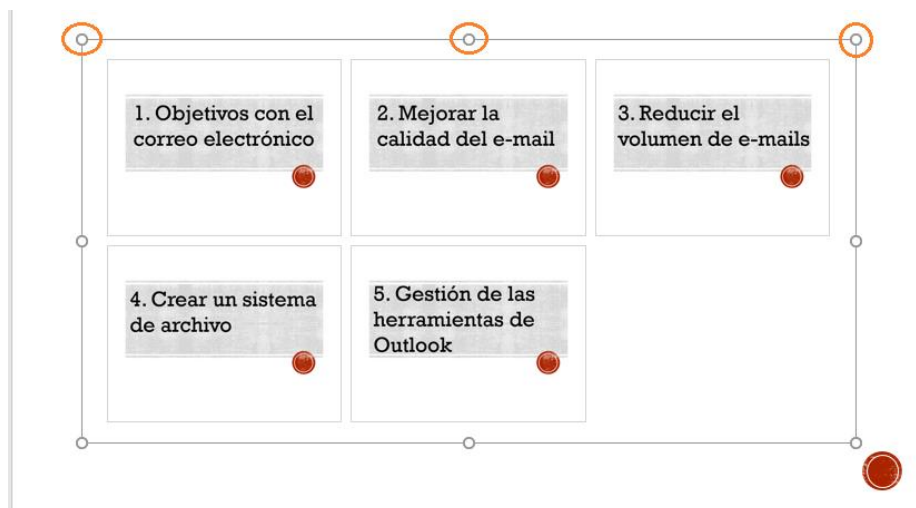 1. Objetivos con el
correo electrónico
2. Mejorar la
calidad del e-mail
3. Reducir el
volumen de e-mails
4. Crear un sistema
de archivo
5. Gestión de las
herramientas de
Outlook